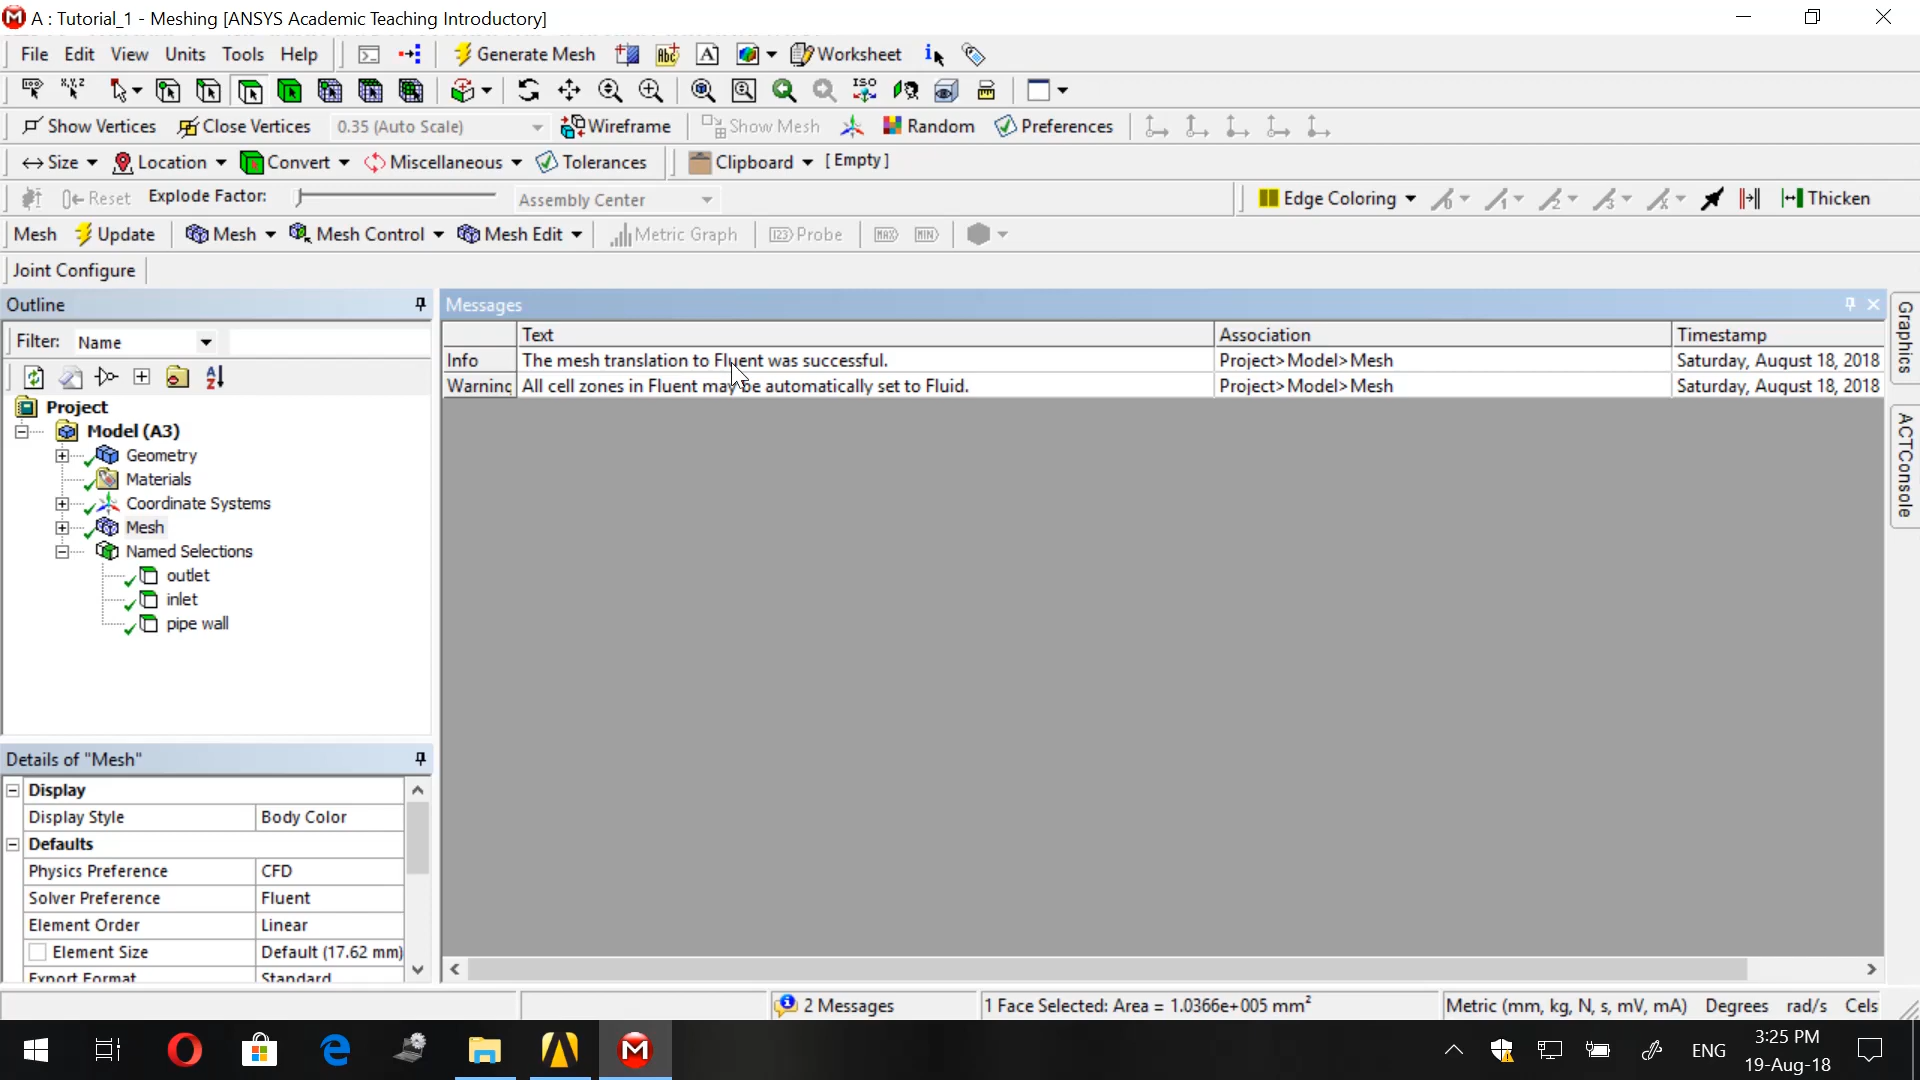 A : Tutorial_1 - Meshing [ANSYS Academic Teaching Introductory]
File Edit View Units Tools Help Generate Mesh Worksheet
Show Vertices Close Vertices 0.35 (Auto Scale) Wireframe Show Mesh Random Preferences
Size Location Convert Miscellaneous Tolerances Clipboard [ Empty ]
Reset Explode Factor: Assembly Center Edge Coloring Thicken
Mesh Update Mesh Mesh Control Mesh Edit Metric Graph Probe MAX MIN
Joint Configure
Outline
Filter: Name
Project
Model (A3)
Geometry
Materials
Coordinate Systems
Mesh
Named Selections
outlet
inlet
pipe wall
Details of "Mesh"
Display
Display Style Body Color
Defaults
Physics Preference CFD
Solver Preference Fluent
Element Order Linear
Element Size Default (17.62 mm)
Export Format Standard
Messages
Text Association Timestamp
Info The mesh translation to Fluent was successful. Project>Model>Mesh Saturday, August 18, 2018
Warning All cell zones in Fluent may be automatically set to Fluid. Project>Model>Mesh Saturday, August 18, 2018
Graphics
ACTConsole
2 Messages 1 Face Selected: Area = 1.0366e+005 mm² Metric (mm, kg, N, s, mV, mA) Degrees rad/s Cels
ENG
3:25 PM
19-Aug-18